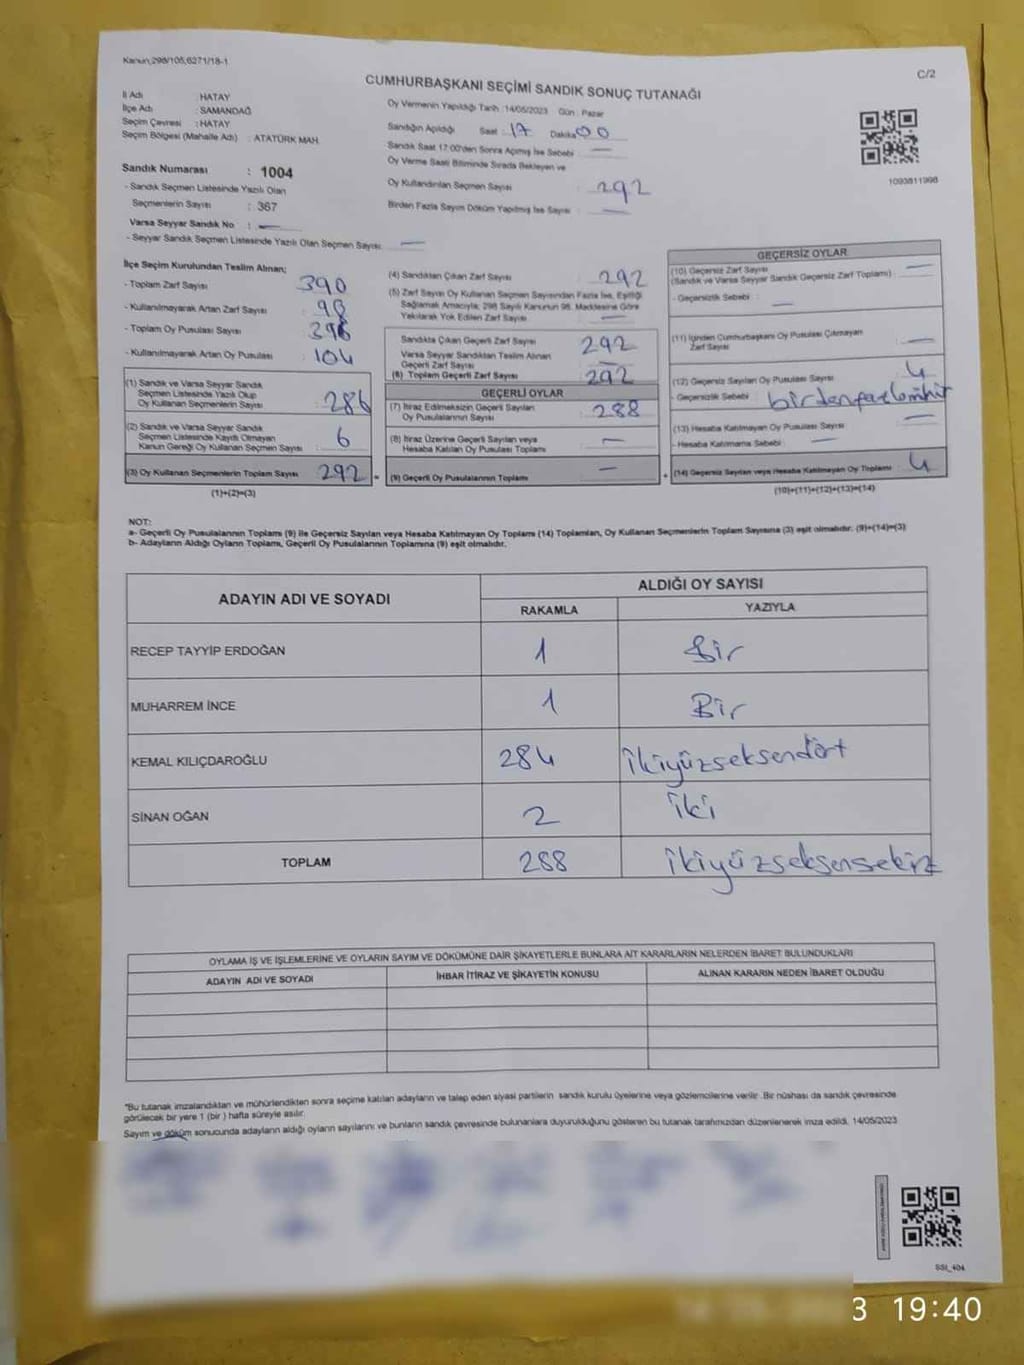 Kanun;298/105,6271/18-1
C/2
CUMHURBAŞKANI SEÇİMİ SANDIK SONUÇ TUTANAĞI
İl Adı : HATAY
İlçe Adı : SAMANDAĞ
Seçim Çevresi : HATAY
Seçim Bölgesi (Mahalle Adı) : ATATÜRK MAH.
Oy Vermenin Yapıldığı Tarih :14/05/2023 Gün : Pazar
Sandığın Açıldığı Saat : 17 Dakika 00
Sandık Saat 17:00'den Sonra Açılmış İse Sebebi —
Oy Verme Saati Bitiminde Sırada Bekleyen ve
Oy Kullandırılan Seçmen Sayısı : 292
Birden Fazla Sayım Döküm Yapılmış İse Sayısı : —
1093811998
Sandık Numarası : 1004
- Sandık Seçmen Listesinde Yazılı Olan
Seçmenlerin Sayısı : 367
Varsa Seyyar Sandık No : —
- Seyyar Sandık Seçmen Listesinde Yazılı Olan Seçmen Sayısı : —
İlçe Seçim Kurulundan Teslim Alınan;
- Toplam Zarf Sayısı 390
- Kullanılmayarak Artan Zarf Sayısı : 98
- Toplam Oy Pusulası Sayısı 396
- Kullanılmayarak Artan Oy Pusulası : 104
(1) Sandık ve Varsa Seyyar Sandık
Seçmen Listesinde Yazılı Olup
Oy Kullanan Seçmenlerin Sayısı : 286
(2) Sandık ve Varsa Seyyar Sandık
Seçmen Listesinde Kayıtlı Olmayan
Kanun Gereği Oy Kullanan Seçmen Sayısı : 6
(3) Oy Kullanan Seçmenlerin Toplam Sayısı 292 =
(1)+(2)=(3)
(4) Sandıktan Çıkan Zarf Sayısı : 292
(5) Zarf Sayısı Oy Kullanan Seçmen Sayısından Fazla İse, Eşitliği
Sağlamak Amacıyla; 298 Sayılı Kanunun 98. Maddesine Göre
Yakılarak Yok Edilen Zarf Sayısı —
Sandıkta Çıkan Geçerli Zarf Sayısı : 292
Varsa Seyyar Sandıktan Teslim Alınan
Geçerli Zarf Sayısı : —
(6) Toplam Geçerli Zarf Sayısı : 292
GEÇERLİ OYLAR
(7) İtiraz Edilmeksizin Geçerli Sayılan
Oy Pusulalarının Sayısı : 288
(8) İtiraz Üzerine Geçerli Sayılan veya
Hesaba Katılan Oy Pusulası Toplamı : —
(9) Geçerli Oy Pusulalarının Toplamı : — +
GEÇERSİZ OYLAR
(10) Geçersiz Zarf Sayısı
(Sandık ve Varsa Seyyar Sandık Geçersiz Zarf Toplamı) : —
- Geçersizlik Sebebi : —
(11) İçinden Cumhurbaşkanı Oy Pusulası Çıkmayan
Zarf Sayısı : —
(12) Geçersiz Sayılan Oy Pusulası Sayısı : 4
- Geçersizlik Sebebi : birdenfazlamühür
(13) Hesaba Katılmayan Oy Pusulası Sayısı : —
- Hesaba Katılmama Sebebi : —
(14) Geçersiz Sayılan veya Hesaba Katılmayan Oy Toplamı : 4
(10)+(11)+(12)+(13)=(14)
NOT:
a- Geçerli Oy Pusulalarının Toplamı (9) ile Geçersiz Sayılan veya Hesaba Katılmayan Oy Toplamı (14) Toplamları, Oy Kullanan Seçmenlerin Toplam Sayısına (3) eşit olmalıdır. (9)+(14)=(3)
b- Adayların Aldığı Oyların Toplamı, Geçerli Oy Pusulalarının Toplamına (9) eşit olmalıdır.
ADAYIN ADI VE SOYADI
ALDIĞI OY SAYISI
RAKAMLA YAZIYLA
RECEP TAYYİP ERDOĞAN 1 Bir
MUHARREM İNCE 1 Bir
KEMAL KILIÇDAROĞLU 284 İkiyüzseksendört
SİNAN OĞAN 2 İki
TOPLAM 288 İkiyüzseksensekiz
OYLAMA İŞ VE İŞLEMLERİNE VE OYLARIN SAYIM VE DÖKÜMÜNE DAİR ŞİKAYETLERLE BUNLARA AİT KARARLARIN NELERDEN İBARET BULUNDUKLARI
ADAYIN ADI VE SOYADI İHBAR İTİRAZ VE ŞİKAYETİN KONUSU ALINAN KARARIN NEDEN İBARET OLDUĞU
*Bu tutanak imzalandıktan ve mühürlendikten sonra seçime katılan adayların ve talep eden siyasi partilerin sandık kurulu üyelerine veya gözlemcilerine verilir. Bir nüshası da sandık çevresinde
görülecek bir yere 1 (bir ) hafta süreyle asılır.
Sayım ve döküm sonucunda adayların aldığı oyların sayılarını ve bunların sandık çevresinde bulunanlara duyurulduğunu gösteren bu tutanak tarafımızdan düzenlenerek imza edildi. 14/05/2023
SSI_404
3 19:40